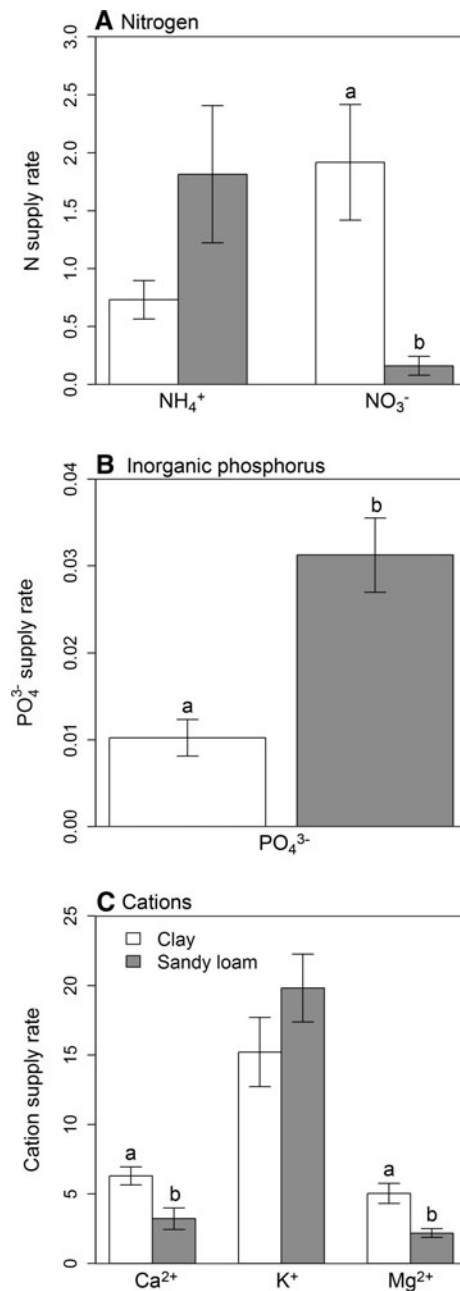 A Nitrogen
N supply rate
3.0
2.5
2.0
1.5
1.0
0.5
0.0
a
b
NH₄⁺ NO₃⁻
B Inorganic phosphorus
PO₄³⁻ supply rate
0.04
0.03
0.02
0.01
0.00
a
b
PO₄³⁻
C Cations
Cation supply rate
25
20
15
10
5
0
Clay
Sandy loam
a
b
a
b
Ca²⁺ K⁺ Mg²⁺